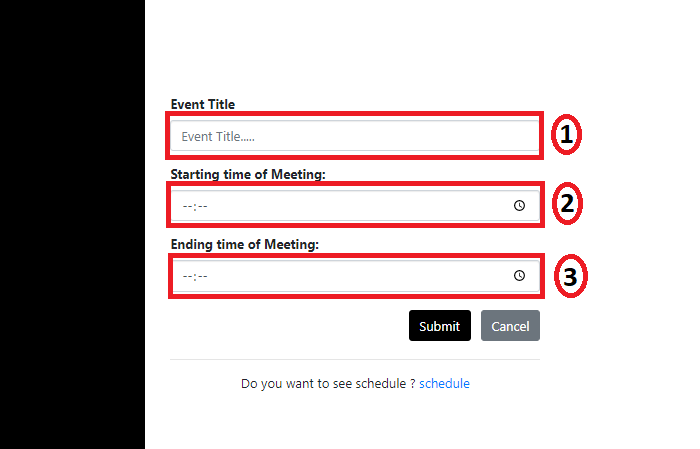 Event Title
Event Title..... 1
Starting time of Meeting:
--:-- 2
Ending time of Meeting:
--:-- 3
Submit Cancel
Do you want to see schedule ? schedule